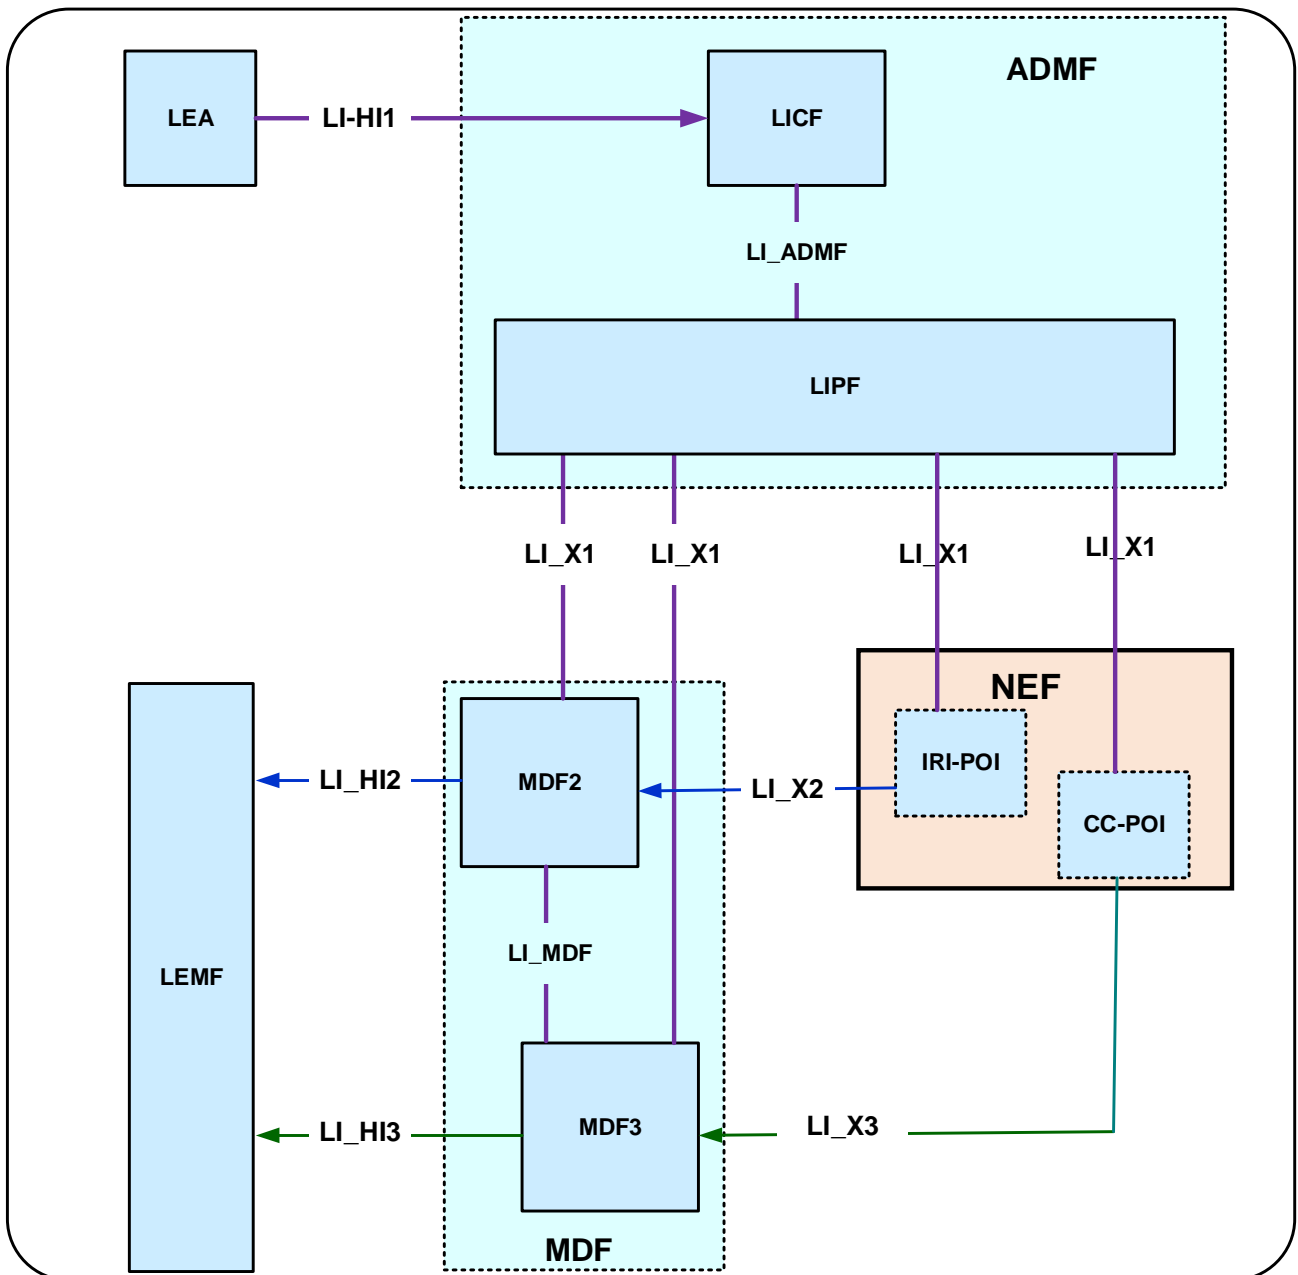 ADMF
LEA
LI-HI1
LICF
LI_ADMF
LIPF
LI_X1
LI_X1
LI_X1
LI_X1
NEF
IRI-POI
LI_HI2
MDF2
LI_X2
CC-POI
LI_MDF
LEMF
LI_HI3
MDF3
LI_X3
MDF